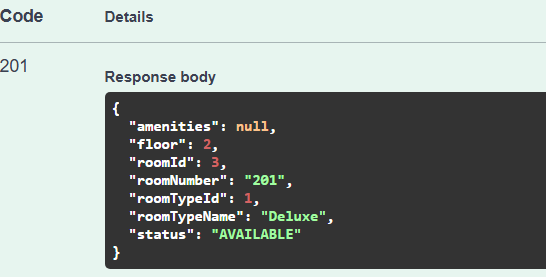 Code Details
201
Response body
{
  "amenities": null,
  "floor": 2,
  "roomId": 3,
  "roomNumber": "201",
  "roomTypeId": 1,
  "roomTypeName": "Deluxe",
  "status": "AVAILABLE"
}